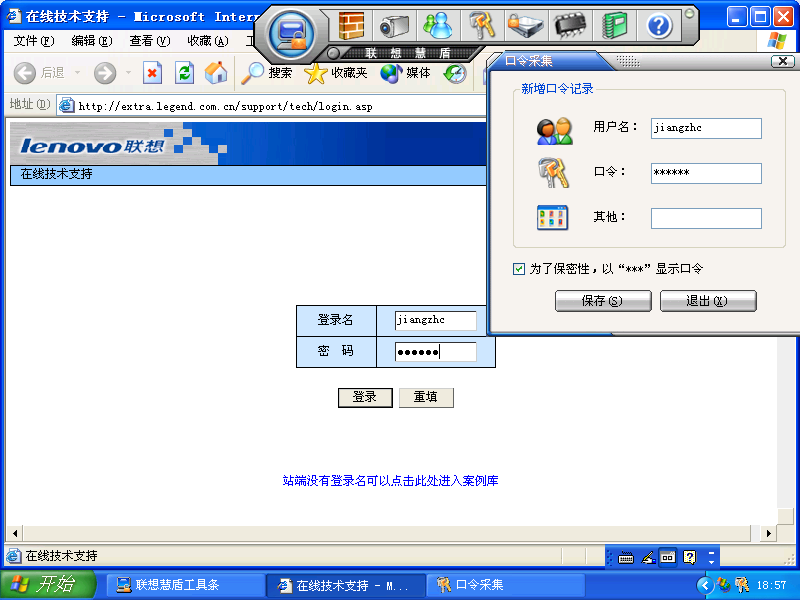 在线技术支持 - Microsoft Inter
文件(F) 编辑(E) 查看(V) 收藏(A)
联想慧盾
后退 搜索 收藏夹 媒体
地址(D) http://extra.legend.com.cn/support/tech/login.asp
lenovo联想
在线技术支持
口令采集
新增口令记录
用户名： jiangzhc
口令： ******
其他：
为了保密性，以“***”显示口令
保存(S) 退出(X)
登录名 jiangzhc
密 码 ●●●●●●
登录 重填
站端没有登录名可以点击此处进入案例库
在线技术支持
开始 联想慧盾工具条 在线技术支持 - M... 口令采集 18:57